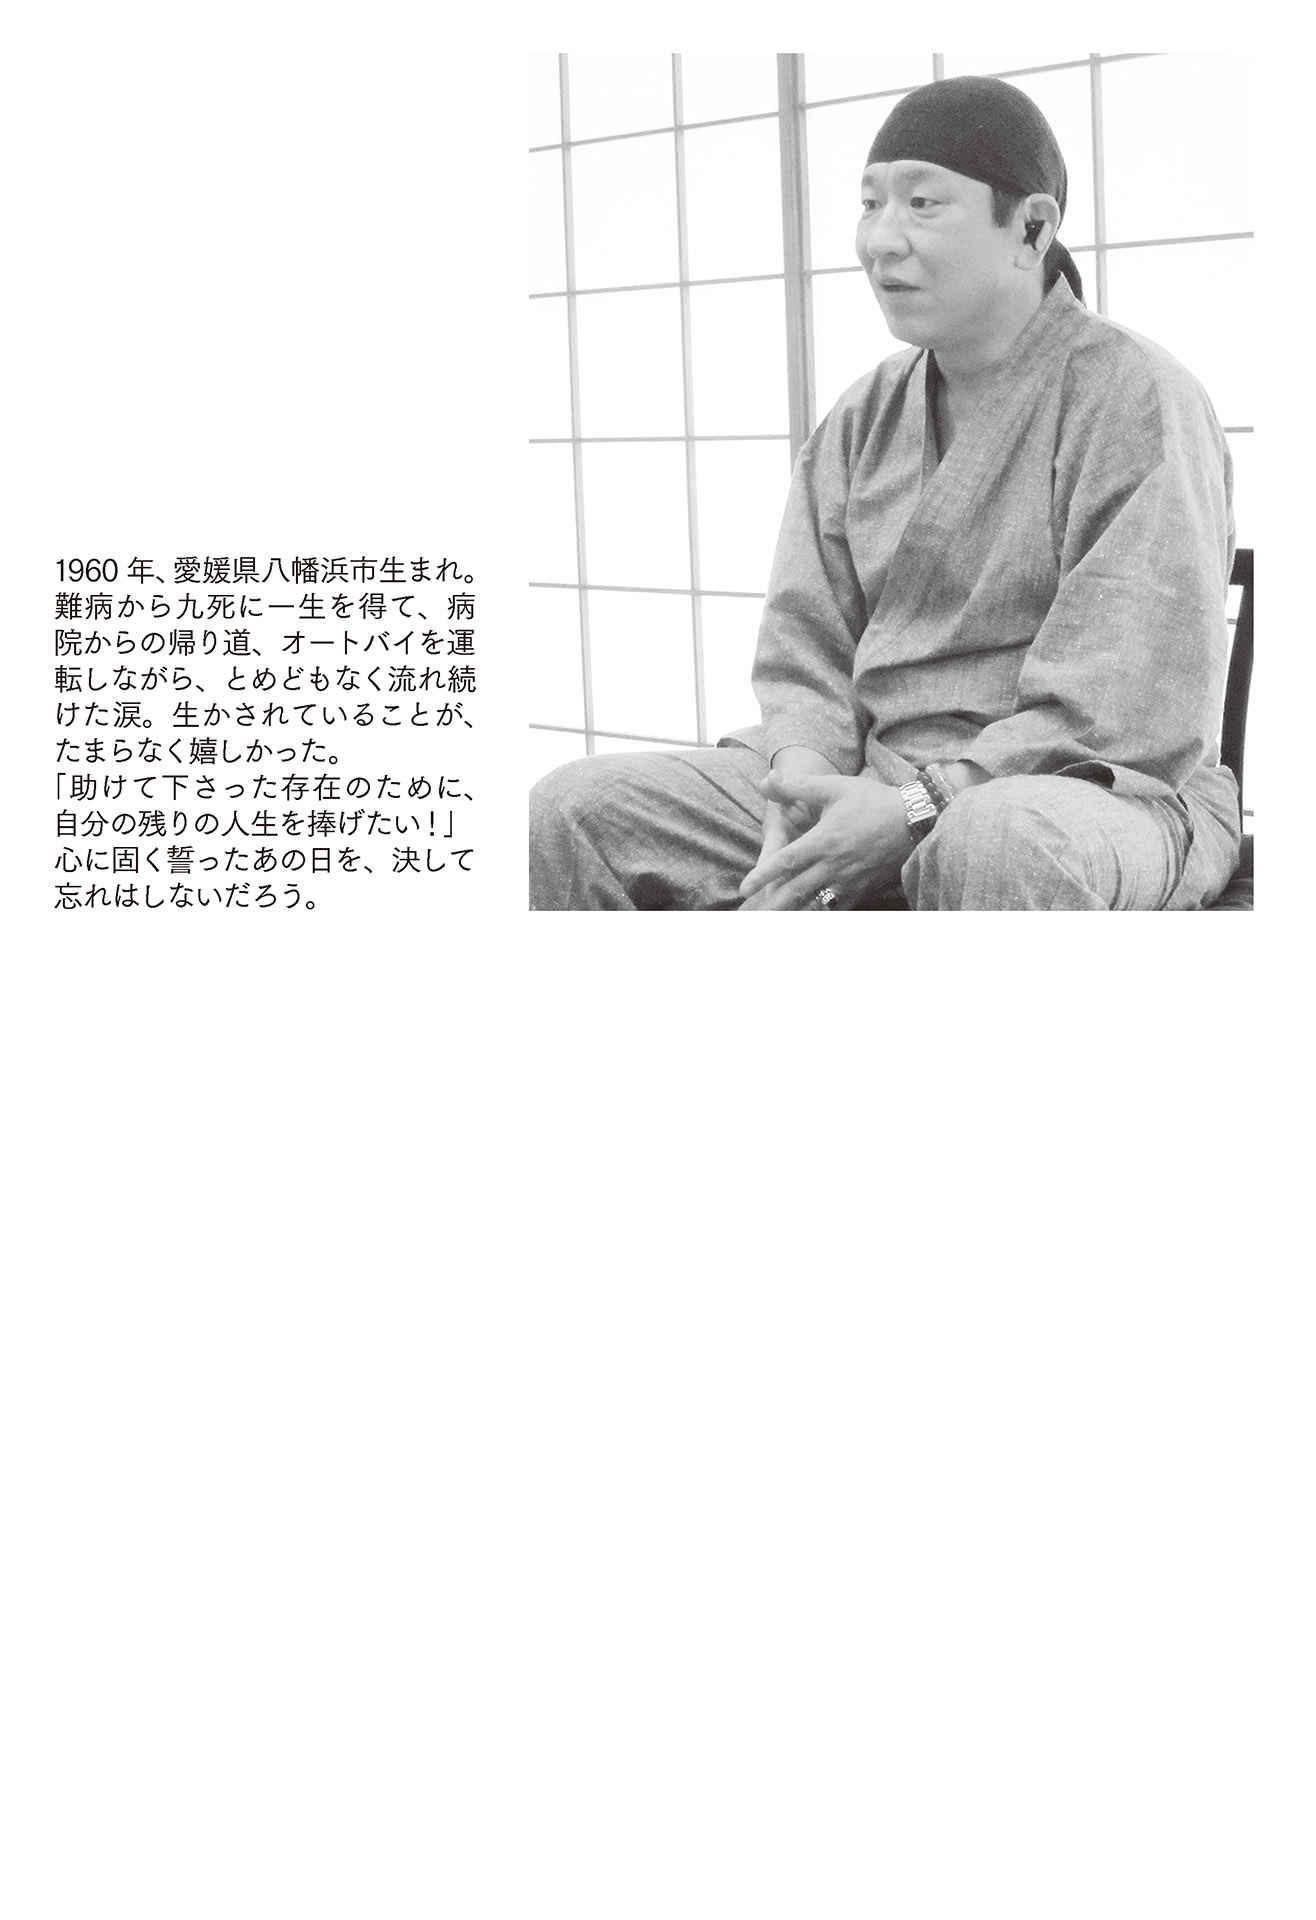 1960 年、愛媛県八幡浜市生まれ。
難病から九死に一生を得て、病
院からの帰り道、オートバイを運
転しながら、とめどもなく流れ続
けた涙。生かされていることが、
たまらなく嬉しかった。
「助けて下さった存在のために、
自分の残りの人生を捧げたい！」
心に固く誓ったあの日を、決して
忘れはしないだろう。